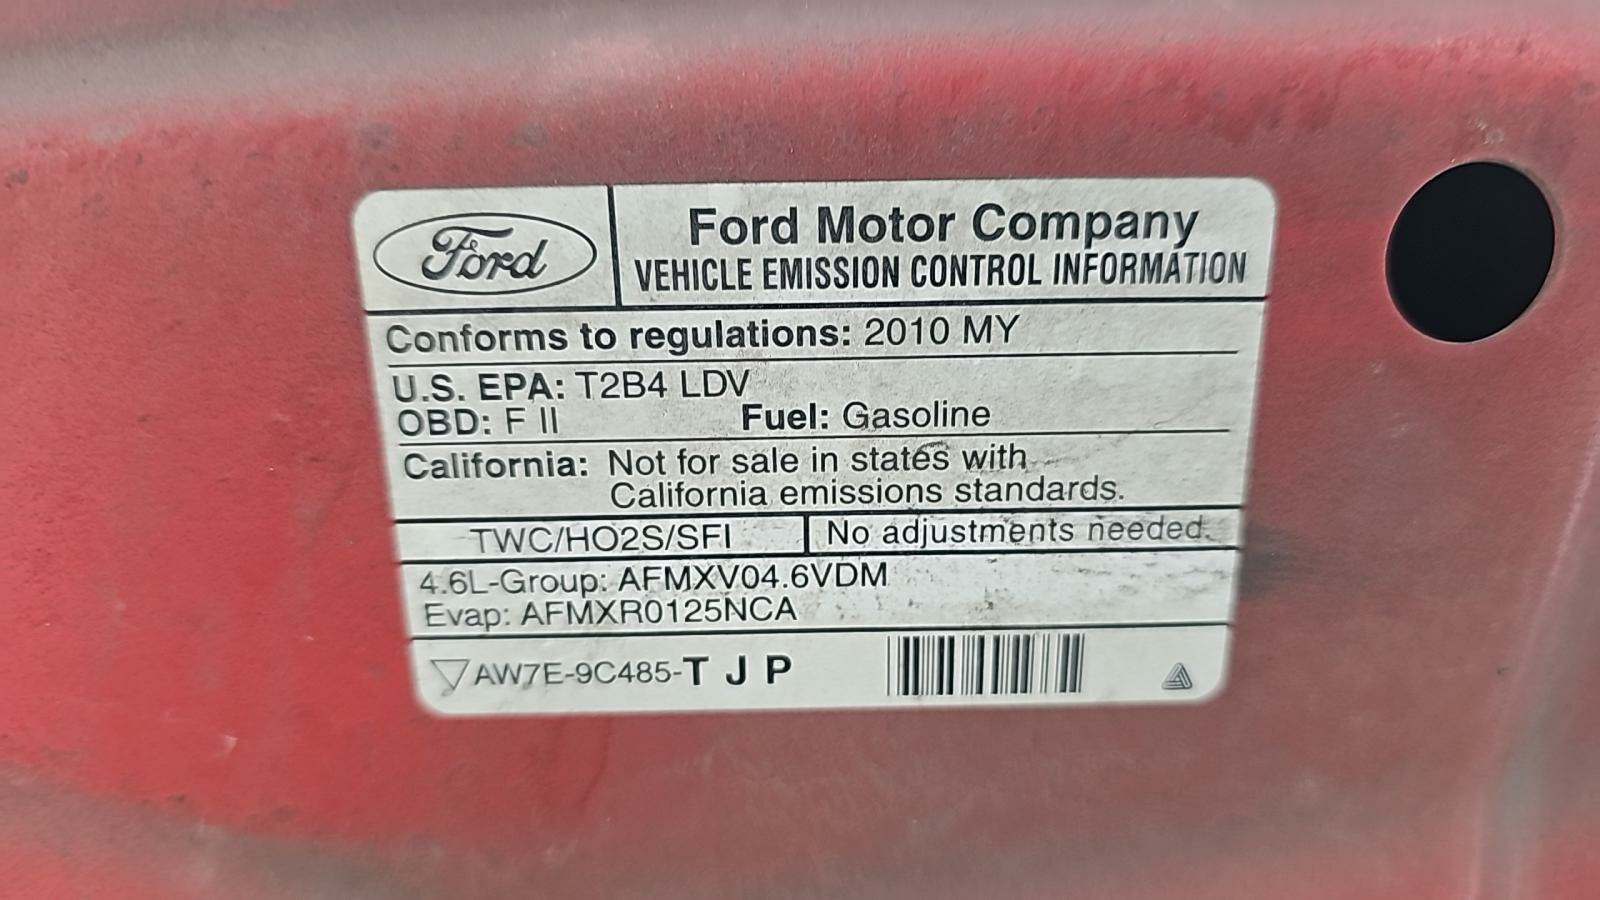 Ford
Ford Motor Company
VEHICLE EMISSION CONTROL INFORMATION
Conforms to regulations: 2010 MY
U.S. EPA: T2B4 LDV
OBD: F II Fuel: Gasoline
California: Not for sale in states with
California emissions standards.
TWC/HO2S/SFI No adjustments needed.
4.6L-Group: AFMXV04.6VDM
Evap: AFMXR0125NCA
AW7E-9C485-T J P